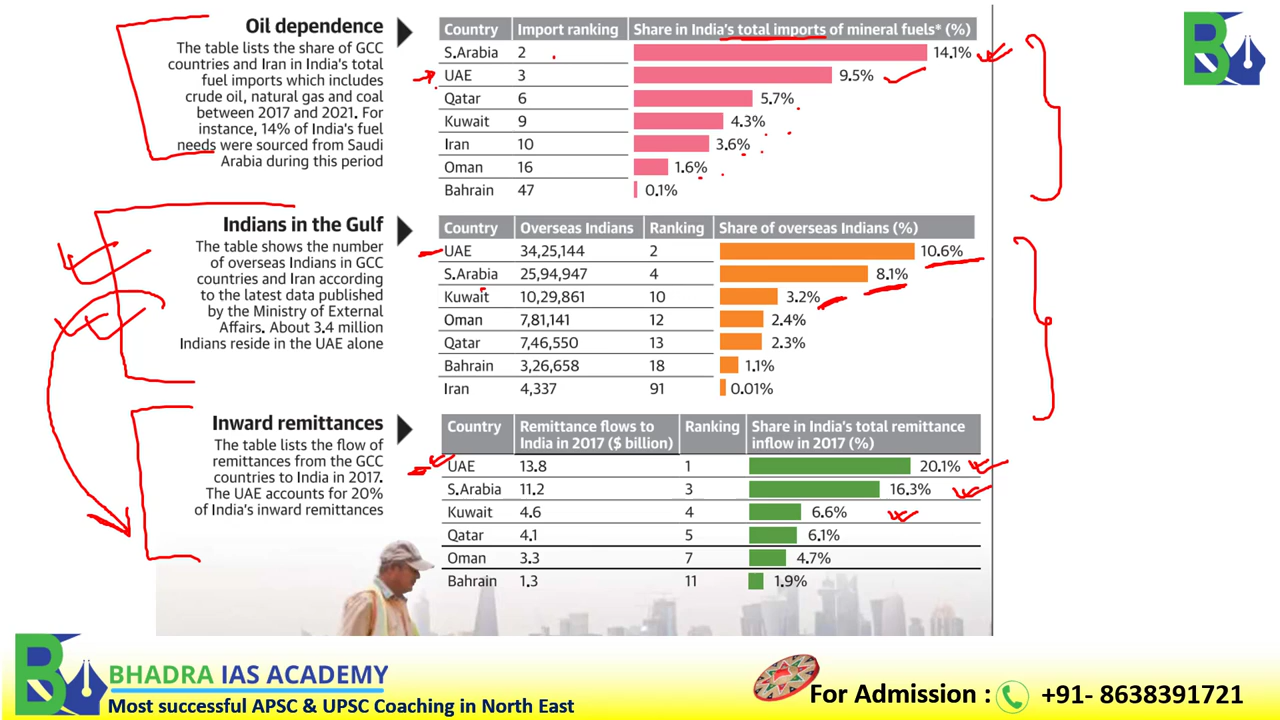 Oil dependence
The table lists the share of GCC
countries and Iran in India's total
fuel imports which includes
crude oil, natural gas and coal
between 2017 and 2021. For
instance, 14% of India's fuel
needs were sourced from Saudi
Arabia during this period
Country Import ranking Share in India's total imports of mineral fuels* (%)
S.Arabia 2 14.1%
UAE 3 9.5%
Qatar 6 5.7%
Kuwait 9 4.3%
Iran 10 3.6%
Oman 16 1.6%
Bahrain 47 0.1%
Indians in the Gulf
The table shows the number
of overseas Indians in GCC
countries and Iran according
to the latest data published
by the Ministry of External
Affairs. About 3.4 million
Indians reside in the UAE alone
Country Overseas Indians Ranking Share of overseas Indians (%)
UAE 34,25,144 2 10.6%
S.Arabia 25,94,947 4 8.1%
Kuwait 10,29,861 10 3.2%
Oman 7,81,141 12 2.4%
Qatar 7,46,550 13 2.3%
Bahrain 3,26,658 18 1.1%
Iran 4,337 91 0.01%
Inward remittances
The table lists the flow of
remittances from the GCC
countries to India in 2017.
The UAE accounts for 20%
of India's inward remittances
Country Remittance flows to Ranking Share in India's total remittance
India in 2017 ($ billion) inflow in 2017 (%)
UAE 13.8 1 20.1%
S.Arabia 11.2 3 16.3%
Kuwait 4.6 4 6.6%
Qatar 4.1 5 6.1%
Oman 3.3 7 4.7%
Bahrain 1.3 11 1.9%
BHADRA IAS ACADEMY
Most successful APSC & UPSC Coaching in North East
For Admission : +91- 8638391721